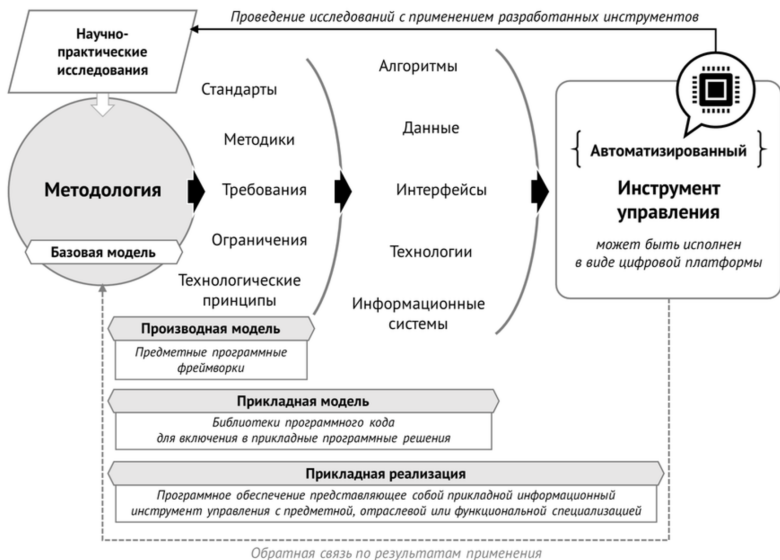 Проведение исследований с применением разработанных инструментов
Научно-
практические
исследования
Методология
Базовая модель
Стандарты
Методики
Требования
Ограничения
Технологические
принципы
Алгоритмы
Данные
Интерфейсы
Технологии
Информационные
системы
{ Автоматизированный }
Инструмент
управления
может быть исполнен
в виде цифровой платформы
Производная модель
Предметные программные
фреймворки
Прикладная модель
Библиотеки программного кода
для включения в прикладные программные решения
Прикладная реализация
Программное обеспечение представляющее собой прикладной информационный
инструмент управления с предметной, отраслевой или функциональной специализацией
Обратная связь по результатам применения